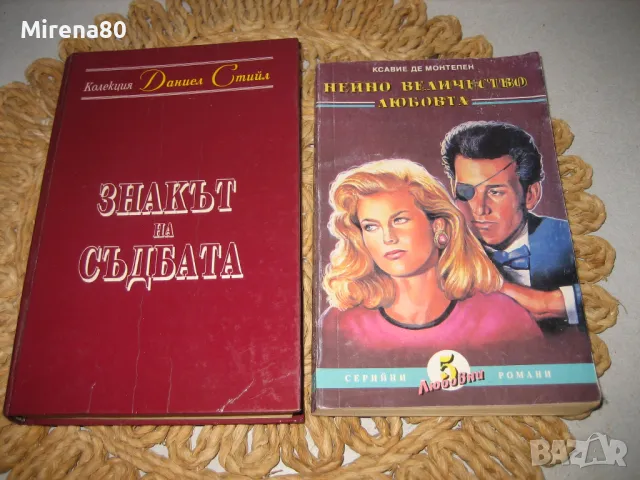 Mirena80
Колекция Даниел Стийл
ЗНАКЪТ
НА
СЪДБАТА
КСАВИЕ ДЕ МОНТЕПЕН
НЕЙНО ВЕЛИЧЕСТВО
ЛЮБОВТА
СЕРИЙНИ 5 РОМАНИ
Любовни
BAZAR